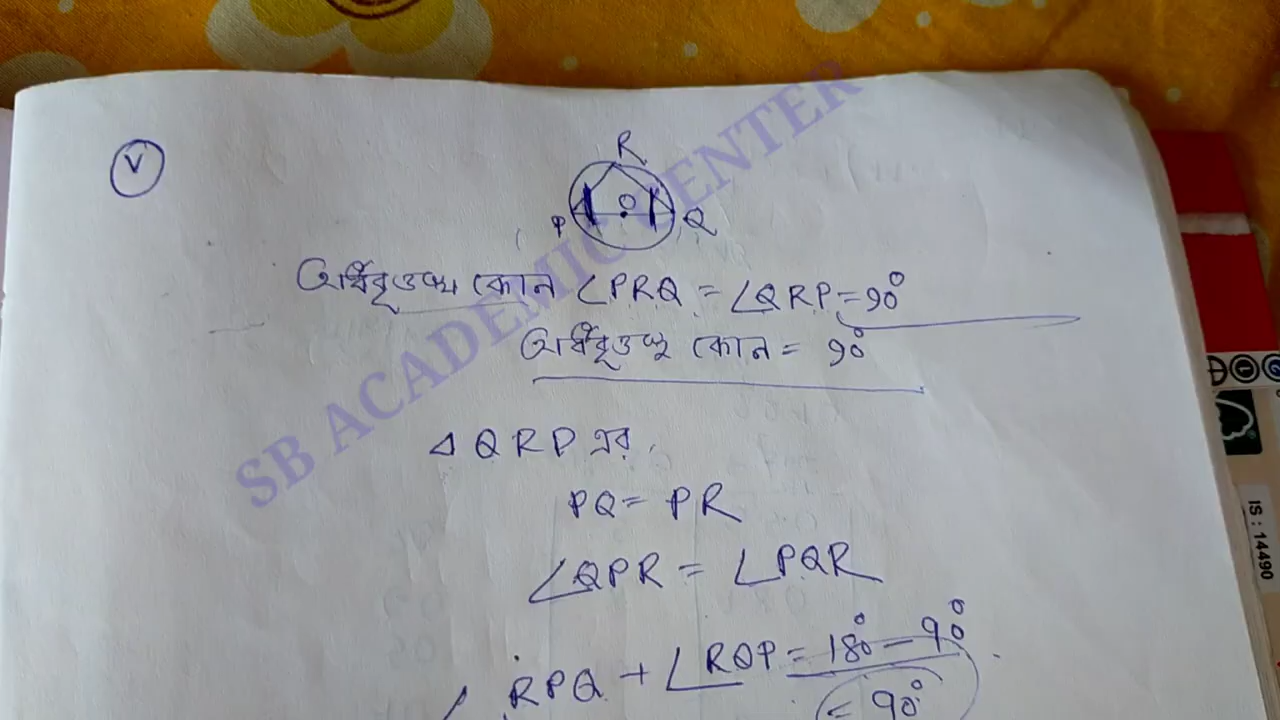 V
R
O
P
Q
অর্ধবৃত্তস্থ কোন ∠PRQ = ∠QRP = 90°
অর্ধবৃত্তস্থ কোন = 90°
△ QRP এর,
PQ = PR
∠QPR = ∠PQR
∠RPQ + ∠RQP = 180° - 90°
= 90°
SB ACADEMIC CENTER
IS : 14490